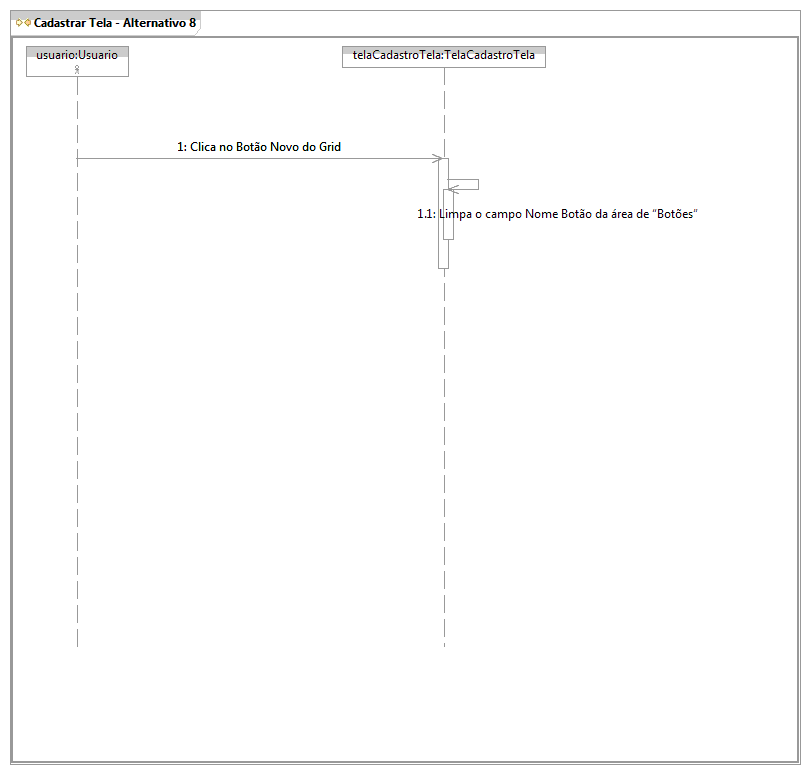 Cadastrar Tela - Alternativo 8
usuario:Usuario
telaCadastroTela:TelaCadastroTela
1: Clica no Botão Novo do Grid
1.1: Limpa o campo Nome Botão da área de “Botões”